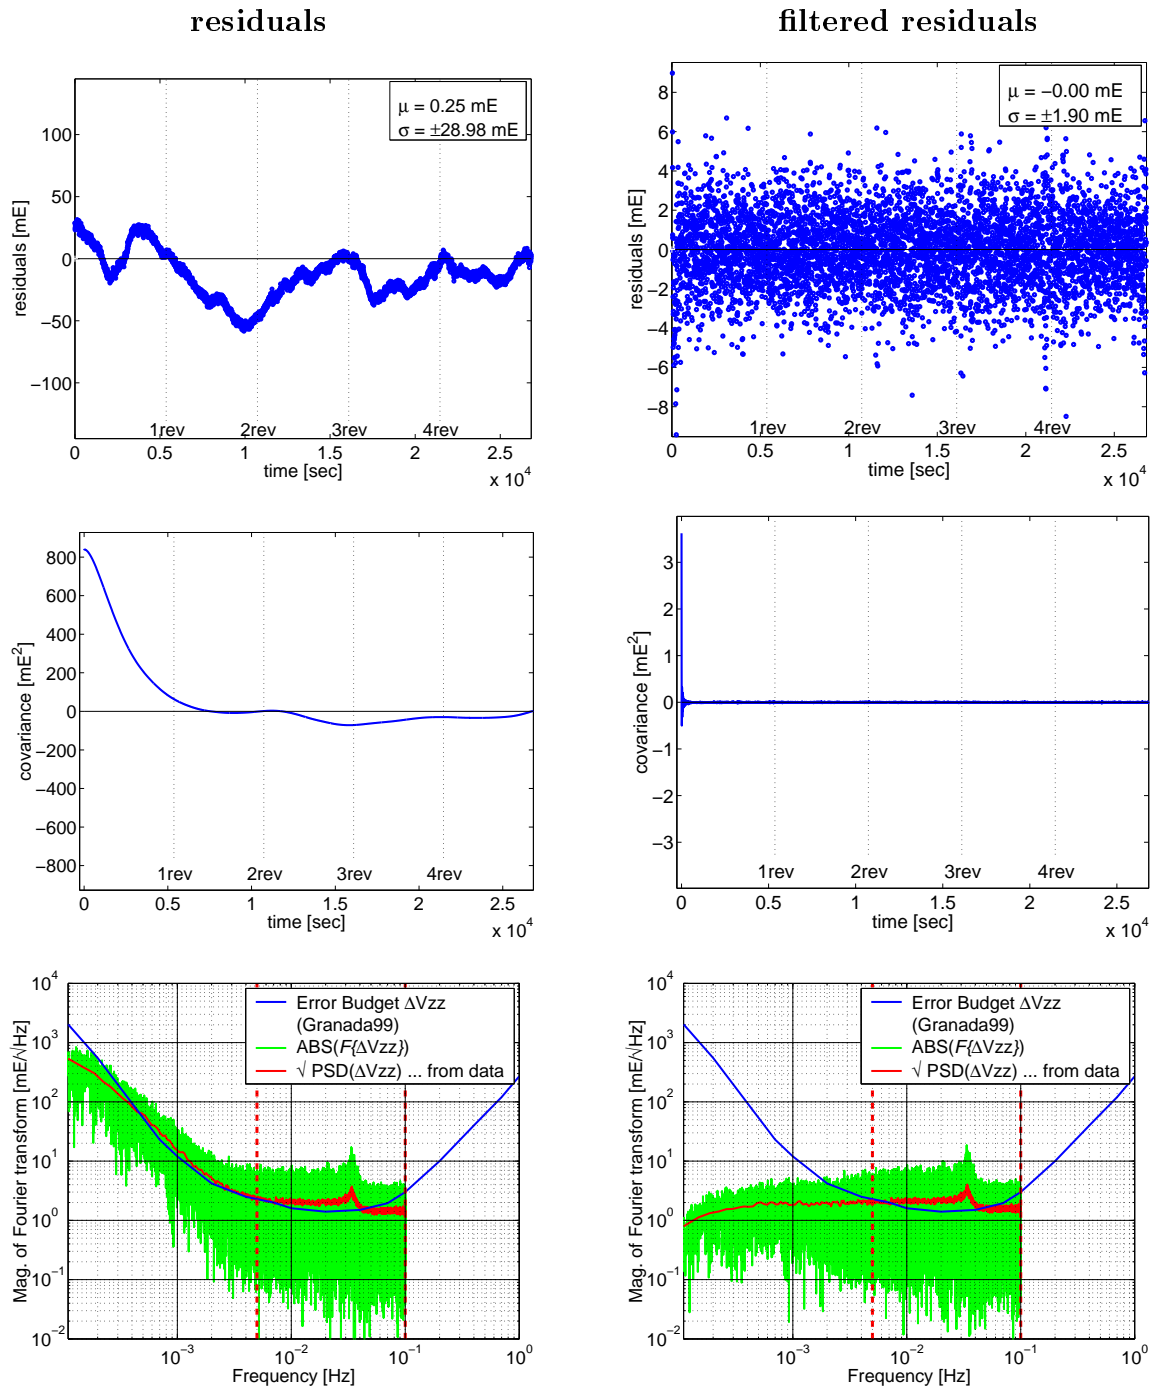 residuals
filtered residuals
μ = 0.25 mE
σ = ±28.98 mE
100
50
0
−50
−100
residuals [mE]
1rev
2rev
3rev
4rev
0
0.5
1
1.5
2
2.5
time [sec]
x 10^4
μ = −0.00 mE
σ = ±1.90 mE
8
6
4
2
0
−2
−4
−6
−8
residuals [mE]
1rev
2rev
3rev
4rev
0
0.5
1
1.5
2
2.5
time [sec]
x 10^4
800
600
400
200
0
−200
−400
−600
−800
covariance [mE^2]
1rev
2rev
3rev
4rev
0
0.5
1
1.5
2
2.5
time [sec]
x 10^4
3
2
1
0
−1
−2
−3
covariance [mE^2]
1rev
2rev
3rev
4rev
0
0.5
1
1.5
2
2.5
time [sec]
x 10^4
Error Budget ΔVzz
(Granada99)
ABS(F{ΔVzz})
√ PSD(ΔVzz) ... from data
10^4
10^3
10^2
10^1
10^0
10^−1
10^−2
Mag. of Fourier transform [mE/√Hz]
10^−3
10^−2
10^−1
10^0
Frequency [Hz]
Error Budget ΔVzz
(Granada99)
ABS(F{ΔVzz})
√ PSD(ΔVzz) ... from data
10^4
10^3
10^2
10^1
10^0
10^−1
10^−2
Mag. of Fourier transform [mE/√Hz]
10^−3
10^−2
10^−1
10^0
Frequency [Hz]